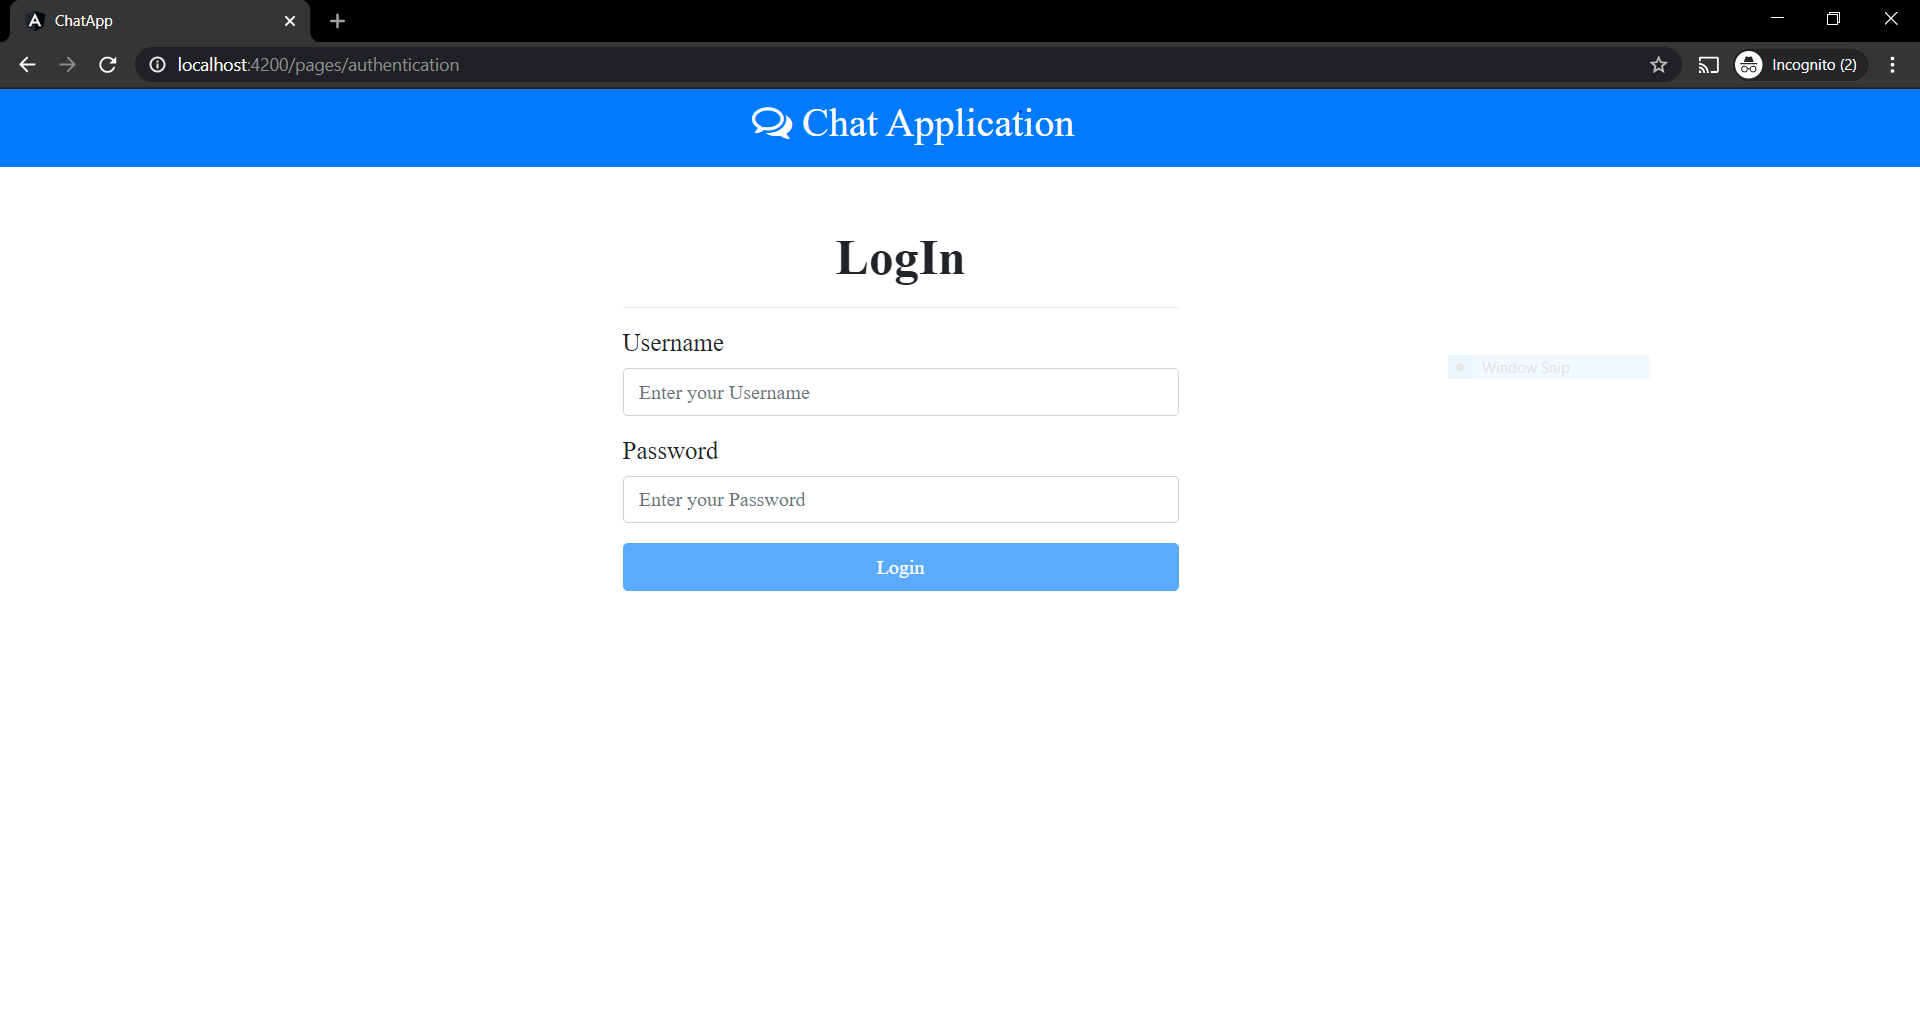 ChatApp
localhost:4200/pages/authentication
Incognito (2)
Chat Application
LogIn
Username
Enter your Username
Window Snip
Password
Enter your Password
Login